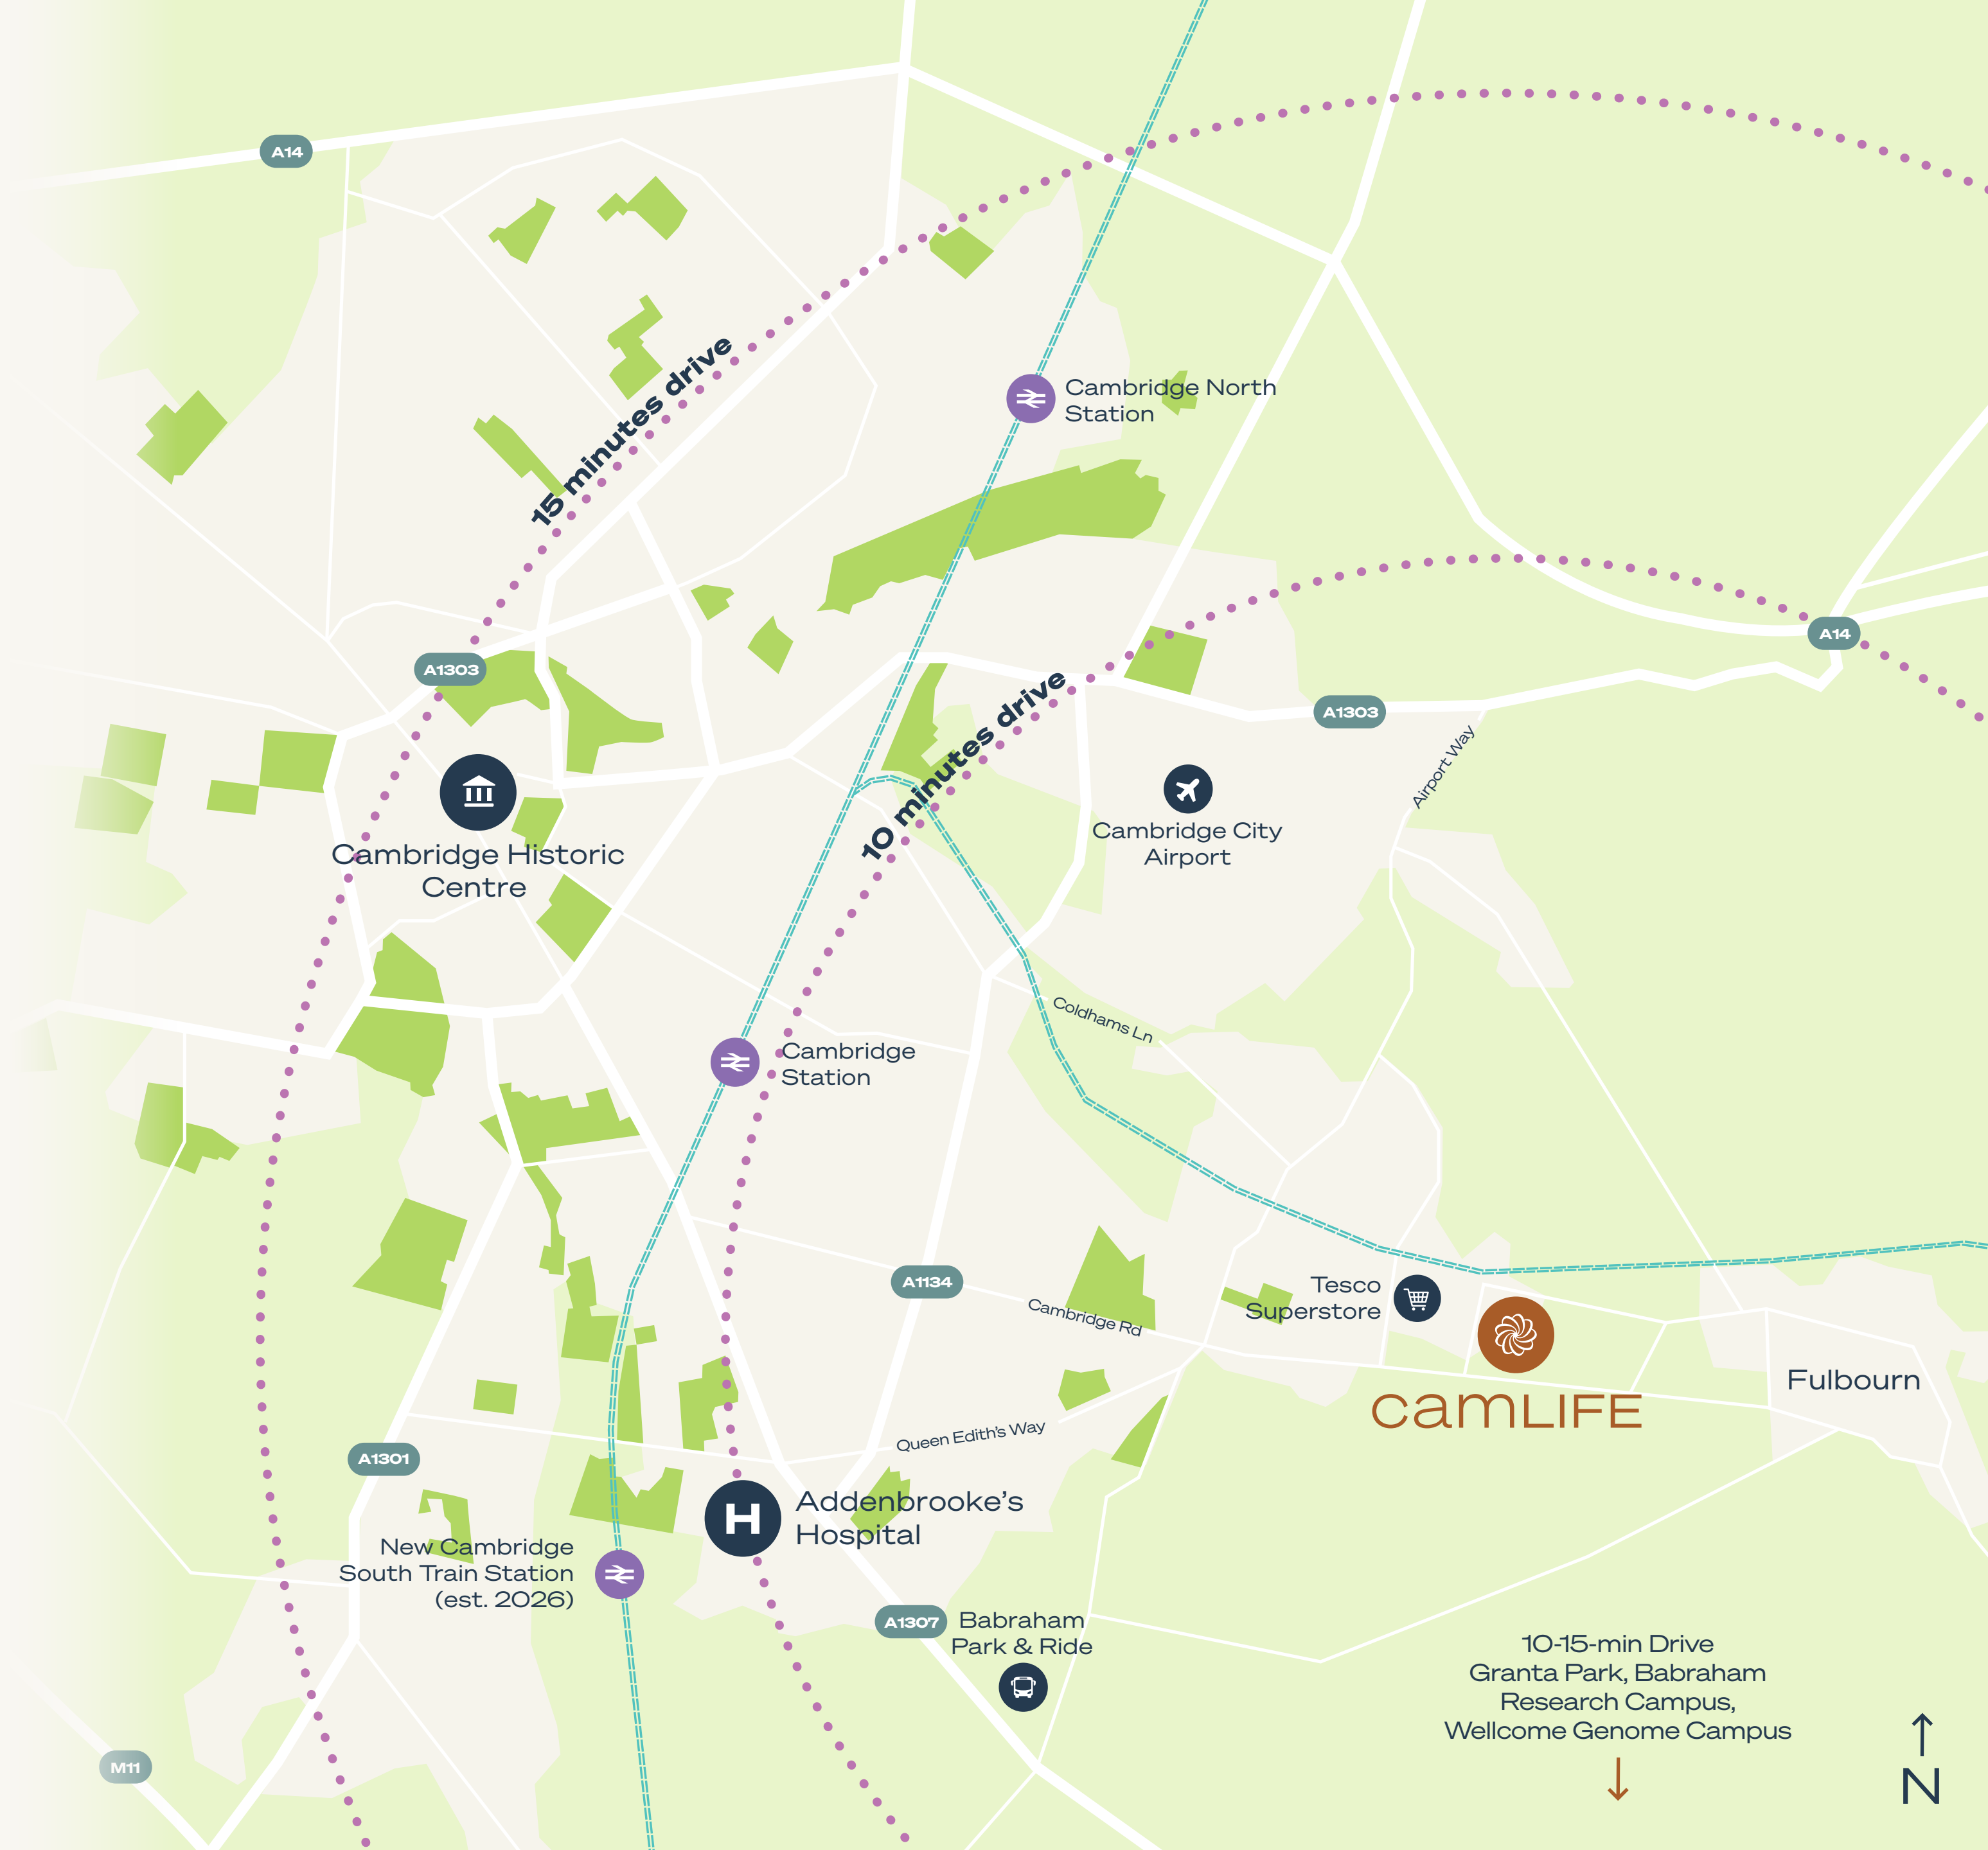 A14
15 minutes drive
Cambridge North
Station
A14
A1303
10 minutes drive
A1303
Airport Way
Cambridge City
Airport
Cambridge Historic
Centre
Coldhams Ln
Cambridge
Station
A1134
Cambridge Rd
Tesco
Superstore
camLIFE
Fulbourn
Queen Edith's Way
A1301
H
Addenbrooke's
Hospital
New Cambridge
South Train Station
(est. 2026)
A1307
Babraham
Park & Ride
10-15-min Drive
Granta Park, Babraham
Research Campus,
Wellcome Genome Campus
M11
N